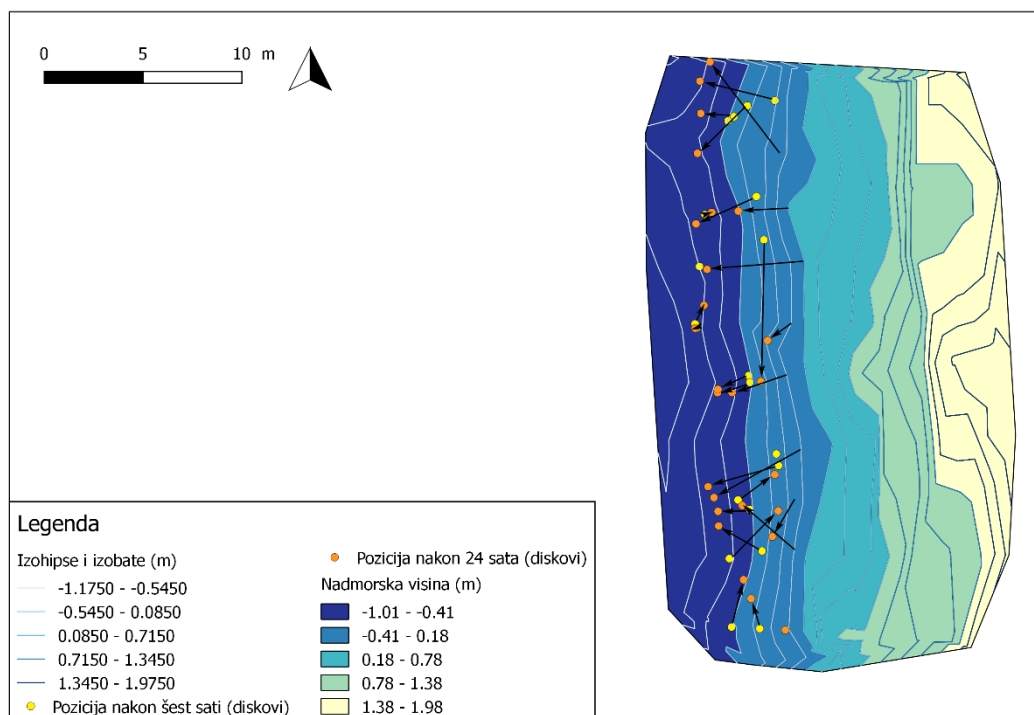 0 5 10 m
Legenda
Izohipse i izobate (m)
-1.1750 - -0.5450
-0.5450 - 0.0850
0.0850 - 0.7150
0.7150 - 1.3450
1.3450 - 1.9750
Pozicija nakon šest sati (diskovi)
Pozicija nakon 24 sata (diskovi)
Nadmorska visina (m)
-1.01 - -0.41
-0.41 - 0.18
0.18 - 0.78
0.78 - 1.38
1.38 - 1.98